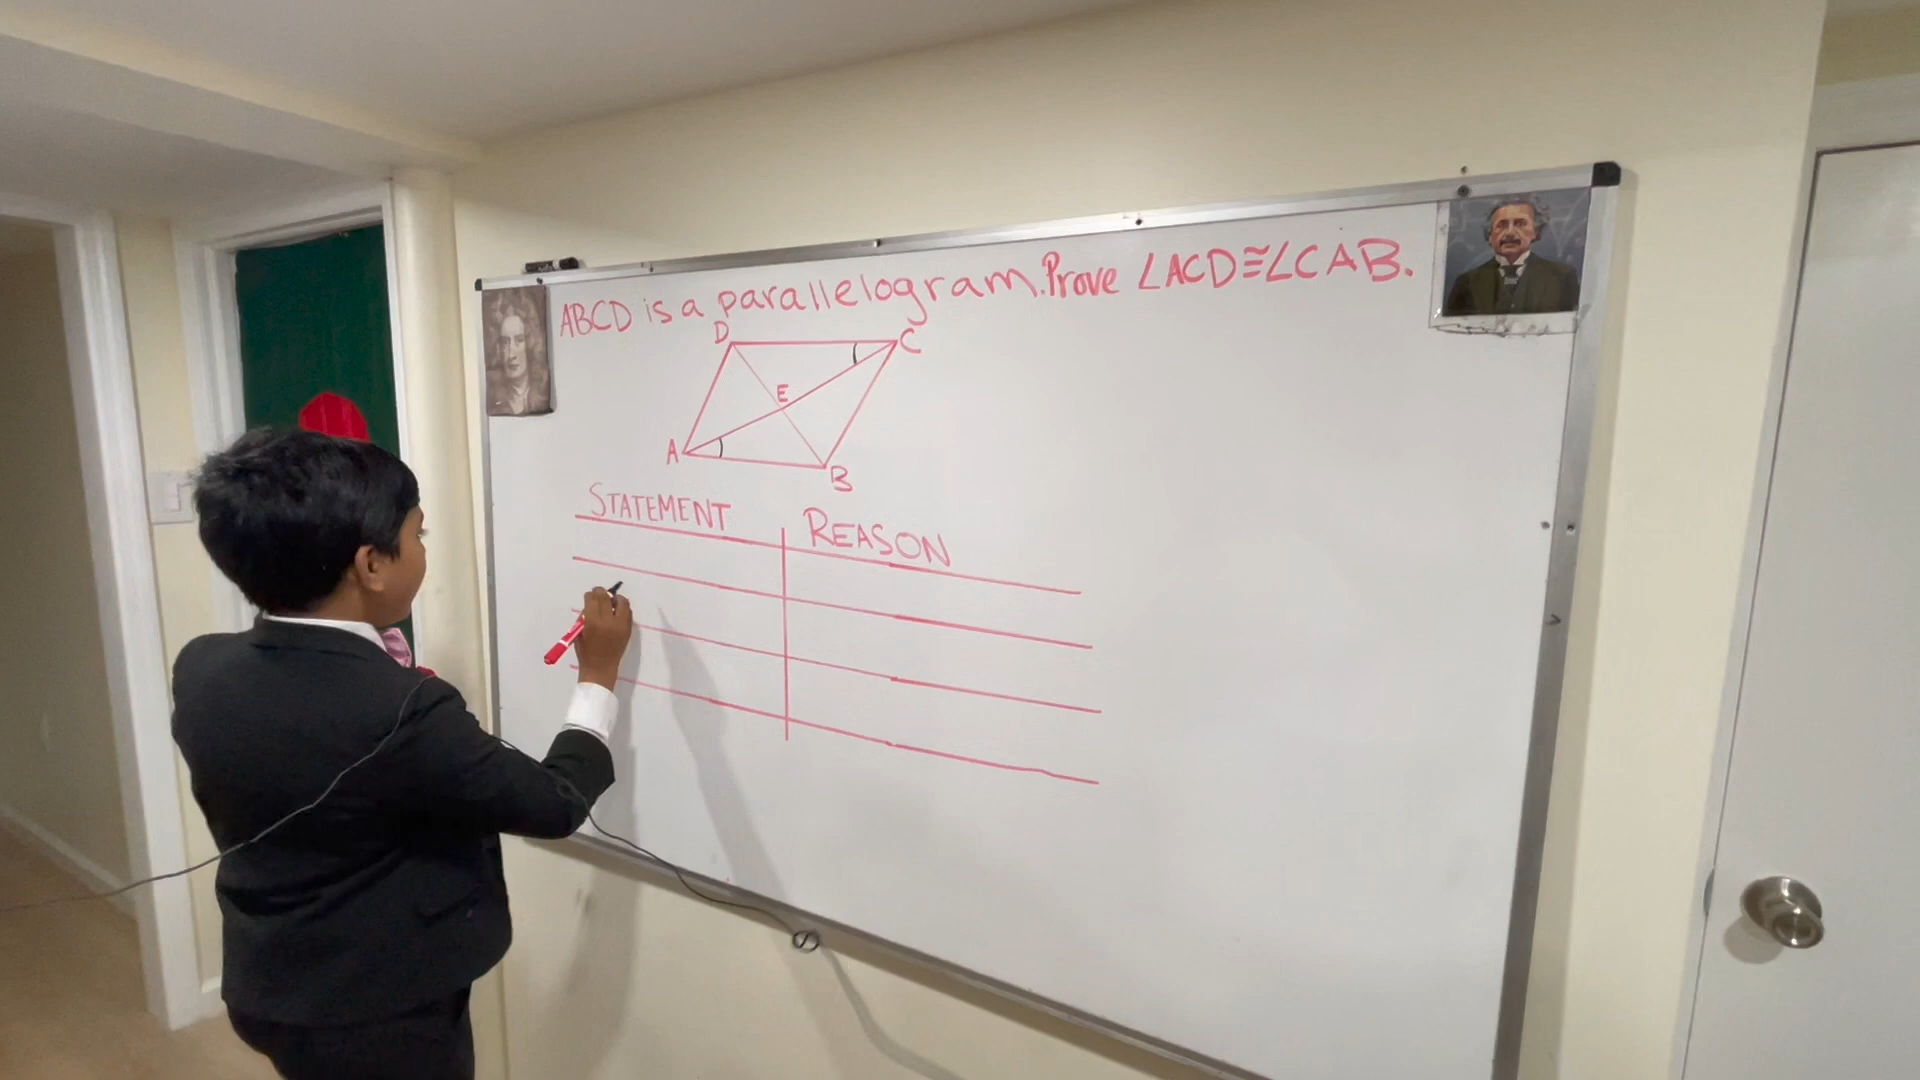 ABCD is a parallelogram. Prove ∠ACD≅∠CAB.
D
C
E
A
B
STATEMENT
REASON